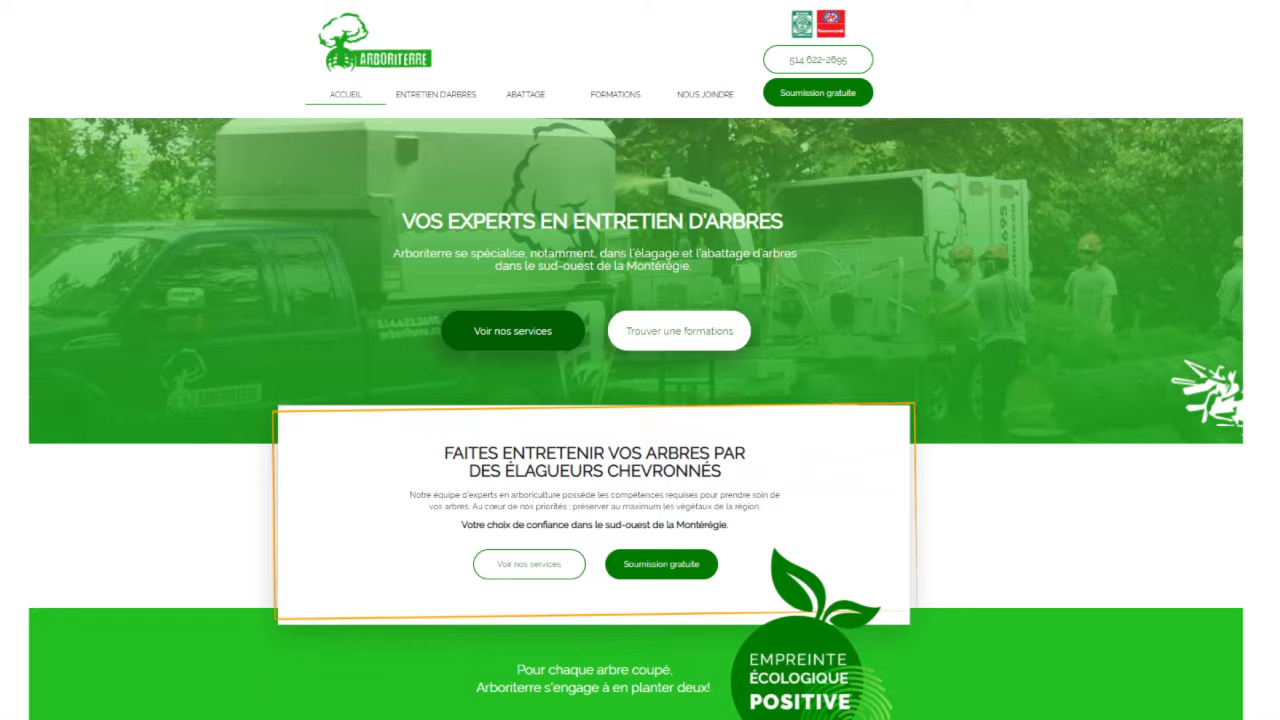 ARBORITERRE
514 622-2695
Soumission gratuite
ACCUEIL
ENTRETIEN D'ARBRES
ABATTAGE
FORMATIONS
NOUS JOINDRE
VOS EXPERTS EN ENTRETIEN D'ARBRES
Arboriterre se spécialise, notamment, dans l'élagage et l'abattage d'arbres
dans le sud-ouest de la Montérégie.
Voir nos services
Trouver une formations
FAITES ENTRETENIR VOS ARBRES PAR
DES ÉLAGUEURS CHEVRONNÉS
Notre équipe d'experts en arboriculture possède les compétences requises pour prendre soin de
vos arbres. Au cœur de nos priorités : préserver au maximum les végétaux de la région.
Votre choix de confiance dans le sud-ouest de la Montérégie.
Voir nos services
Soumission gratuite
Pour chaque arbre coupé,
Arboriterre s'engage à en planter deux!
EMPREINTE
ÉCOLOGIQUE
POSITIVE